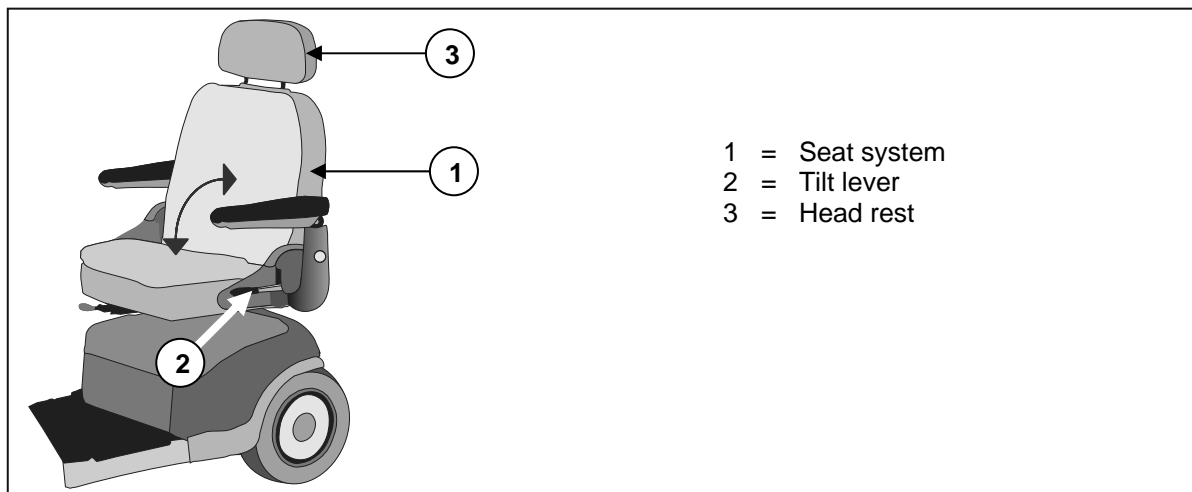 3
1
2
1 = Seat system
2 = Tilt lever
3 = Head rest